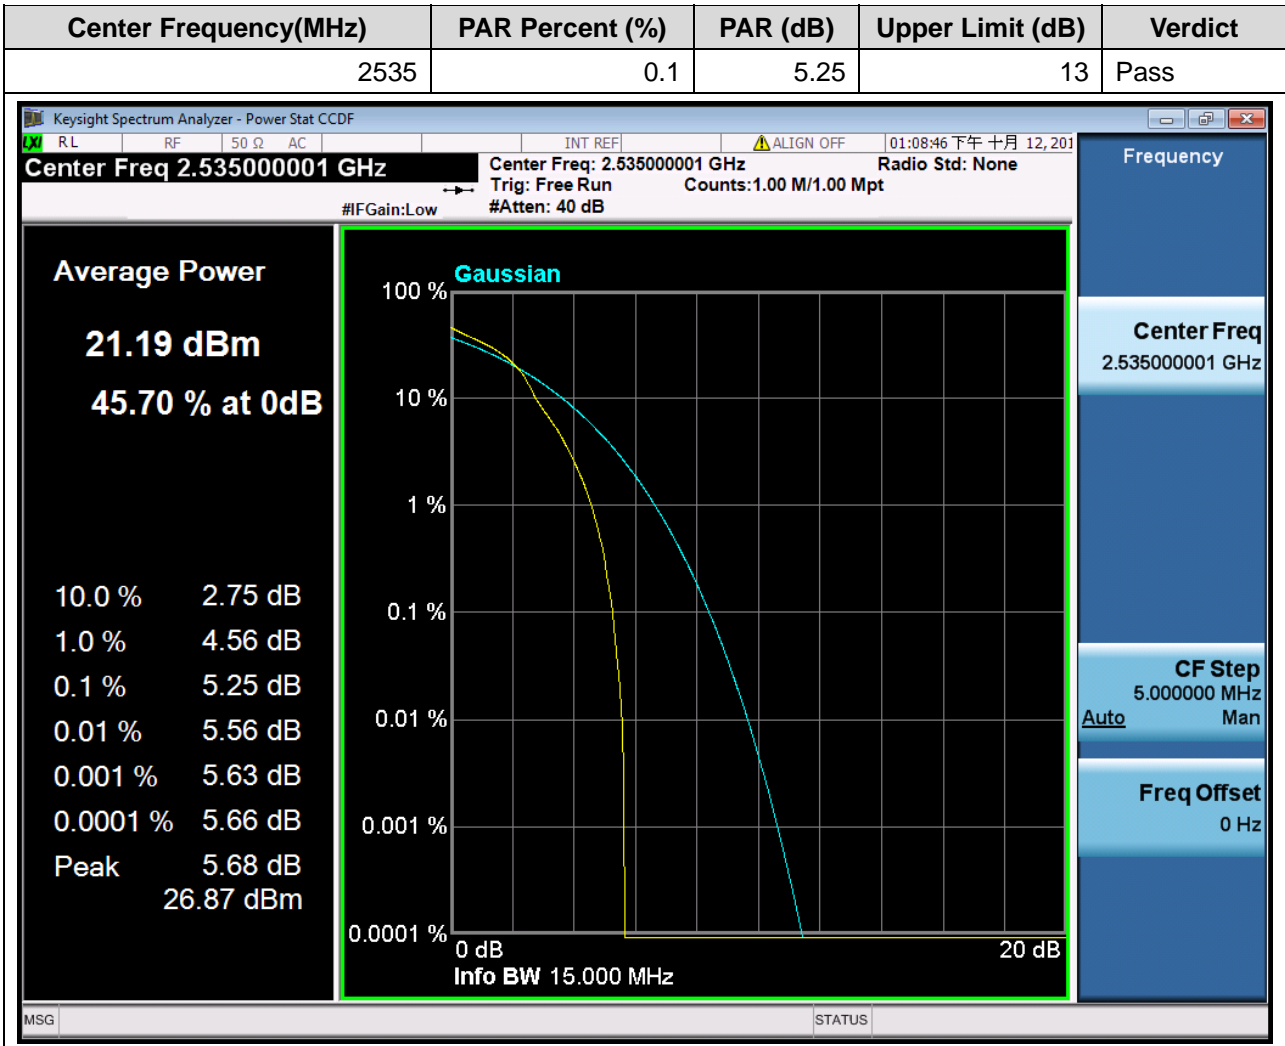 Center Frequency(MHz) PAR Percent (%) PAR (dB) Upper Limit (dB) Verdict
2535 0.1 5.25 13 Pass
Keysight Spectrum Analyzer - Power Stat CCDF
LXI RL RF 50 Ω AC INT REF ALIGN OFF 01:08:46 下午 十月 12, 201
Center Freq 2.535000001 GHz
Center Freq: 2.535000001 GHz Radio Std: None
Trig: Free Run Counts:1.00 M/1.00 Mpt
#IFGain:Low #Atten: 40 dB
Average Power
21.19 dBm
45.70 % at 0dB
10.0 % 2.75 dB
1.0 % 4.56 dB
0.1 % 5.25 dB
0.01 % 5.56 dB
0.001 % 5.63 dB
0.0001 % 5.66 dB
Peak 5.68 dB
26.87 dBm
Gaussian
100 %
10 %
1 %
0.1 %
0.01 %
0.001 %
0.0001 %
0 dB 20 dB
Info BW 15.000 MHz
Frequency
Center Freq
2.535000001 GHz
CF Step
5.000000 MHz
Auto Man
Freq Offset
0 Hz
MSG STATUS